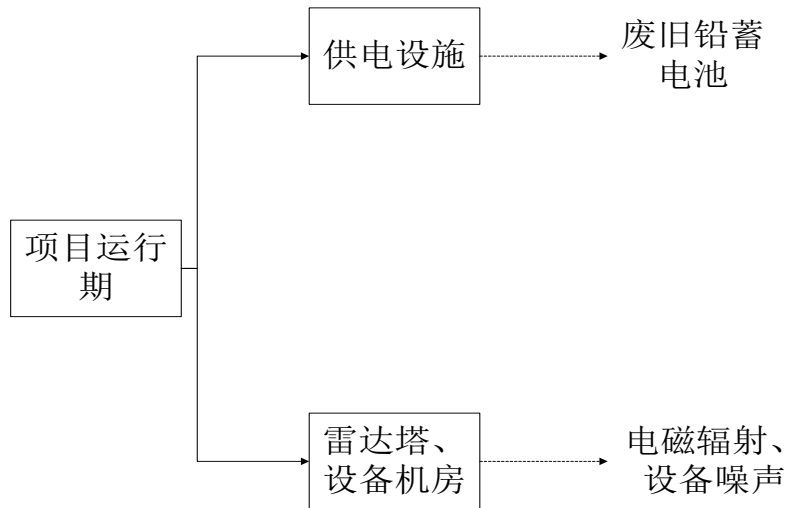 供电设施
废旧铅蓄
电池
项目运行
期
雷达塔、
设备机房
电磁辐射、
设备噪声